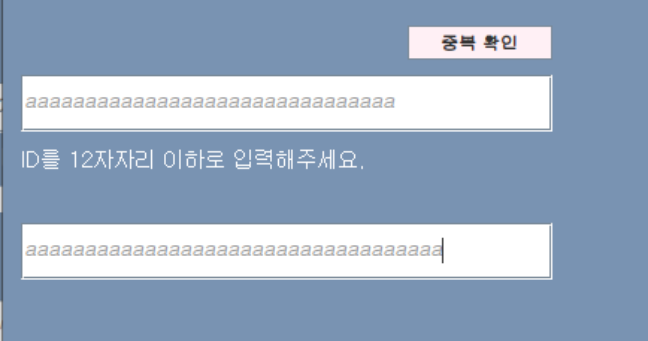 중복 확인
aaaaaaaaaaaaaaaaaaaaaaaaaaaaaaaa
ID를 12자자리 이하로 입력해주세요.
aaaaaaaaaaaaaaaaaaaaaaaaaaaaaaaaaaaa